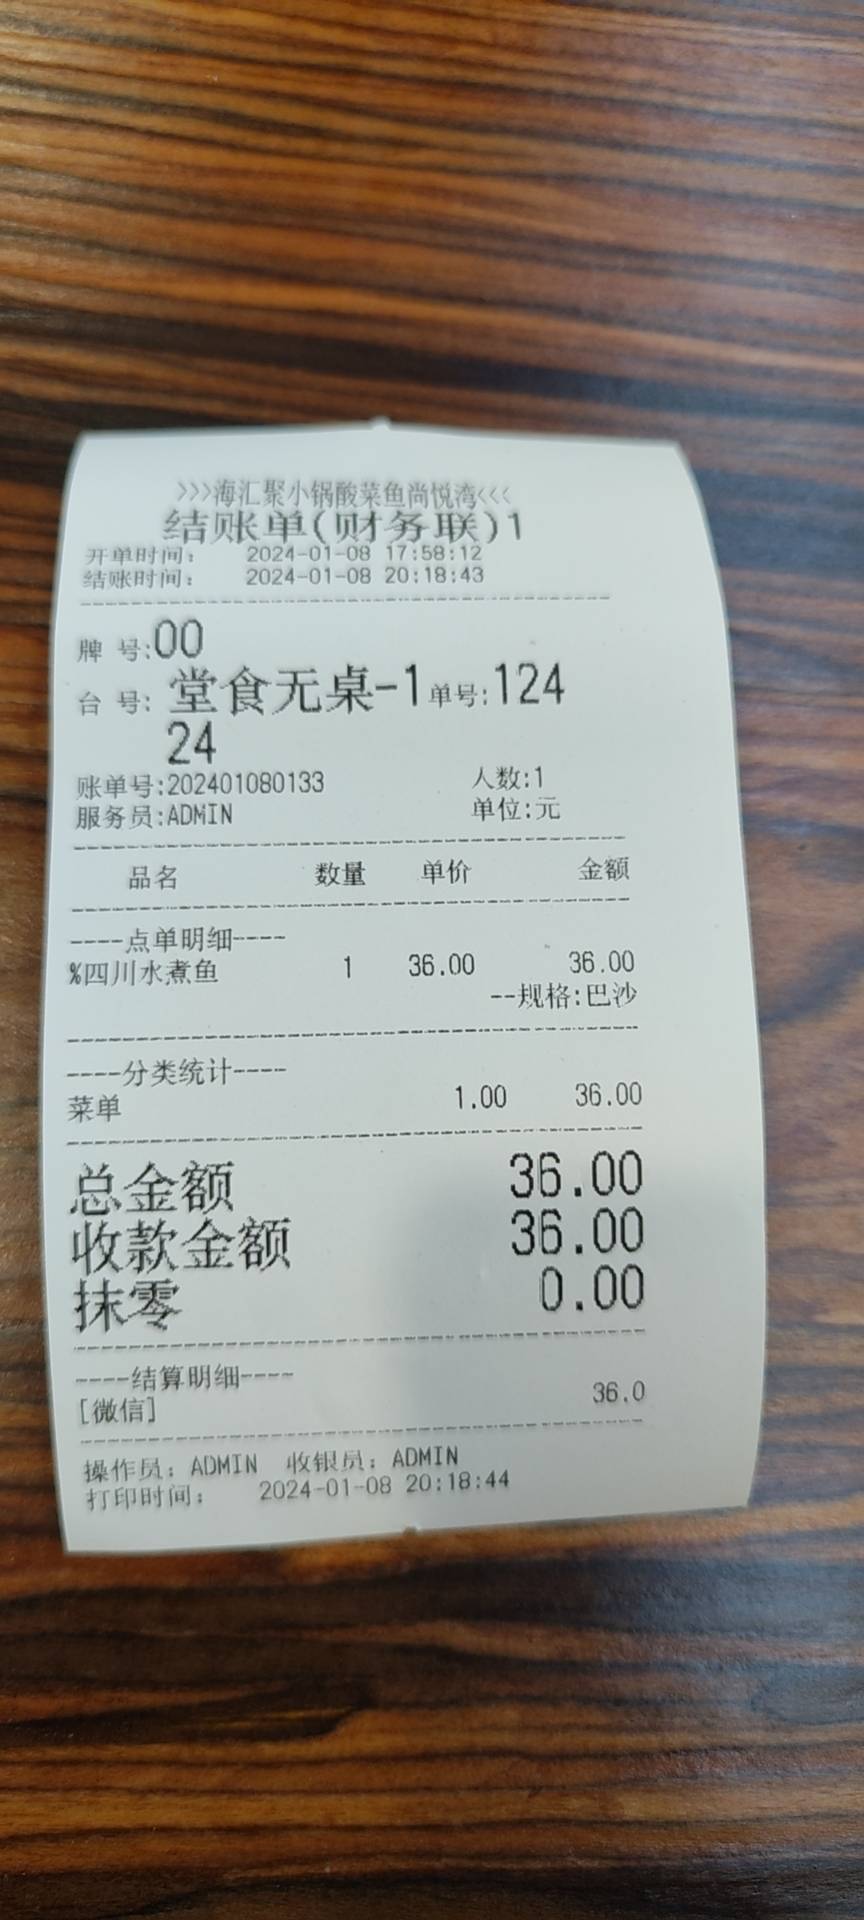 >>>海汇聚小锅酸菜鱼尚悦湾<<<
结账单(财务联)1
开单时间: 2024-01-08 17:58:12
结账时间: 2024-01-08 20:18:43
牌 号:00
台 号: 堂食无桌-1 单号:124
24
账单号:202401080133 人数:1
服务员:ADMIN 单位:元
品名 数量 单价 金额
----点单明细----
%四川水煮鱼 1 36.00 36.00
--规格:巴沙
----分类统计----
菜单 1.00 36.00
总金额 36.00
收款金额 36.00
抹零 0.00
----结算明细----
[微信] 36.0
操作员: ADMIN 收银员: ADMIN
打印时间: 2024-01-08 20:18:44